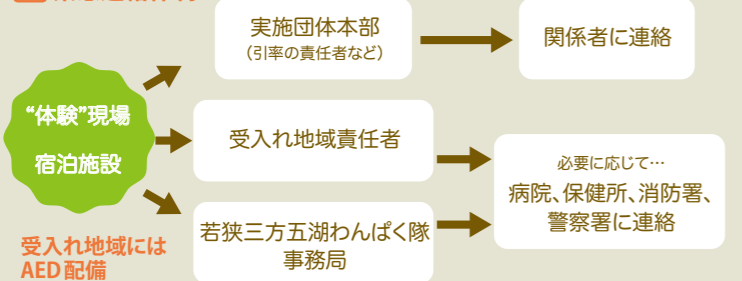 実施団体本部
（引率の責任者など）
関係者に連絡
“体験”現場
宿泊施設
受入れ地域責任者
必要に応じて…
病院、保健所、消防署、
警察署に連絡
若狭三方五湖わんぱく隊
事務局
受入れ地域には
AED配備